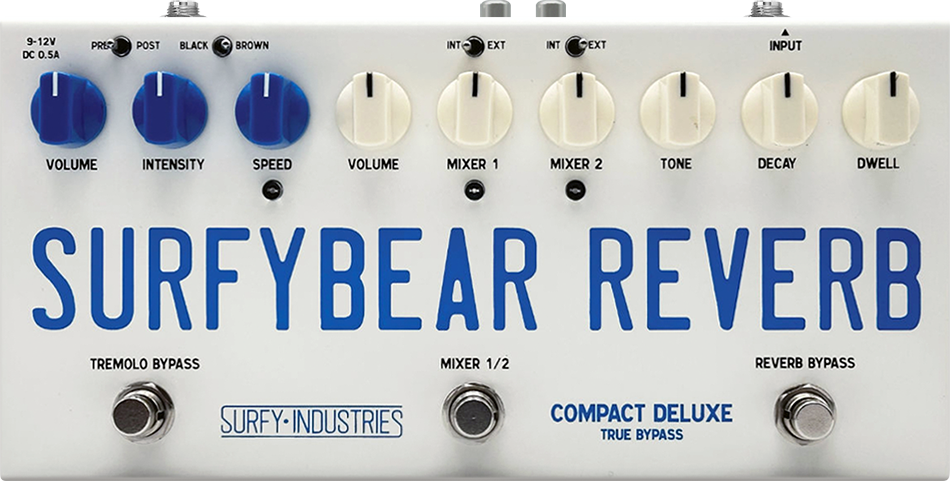 9-12V
DC 0.5A
PRE POST
BLACK BROWN
INT EXT
INT EXT
INPUT
VOLUME INTENSITY SPEED VOLUME MIXER 1 MIXER 2 TONE DECAY DWELL
SURFYBEAR REVERB
TREMOLO BYPASS MIXER 1/2 REVERB BYPASS
SURFY•INDUSTRIES
COMPACT DELUXE
TRUE BYPASS